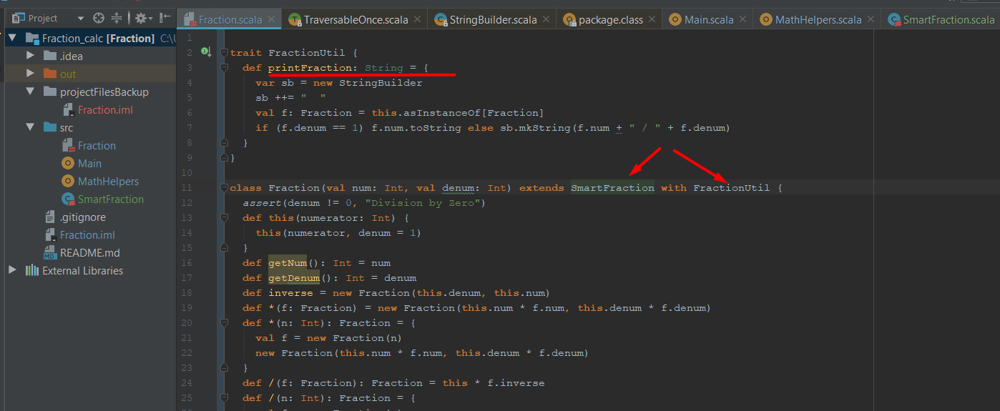 Project
Fraction.scala
TraversableOnce.scala
StringBuilder.scala
package.class
Main.scala
MathHelpers.scala
SmartFraction.scala
Fraction_calc [Fraction] C:\U
.idea
out
projectFilesBackup
Fraction.iml
src
Fraction
Main
MathHelpers
SmartFraction
.gitignore
Fraction.iml
README.md
External Libraries
1
2 trait FractionUtil {
3 def printFraction: String = {
4 var sb = new StringBuilder
5 sb ++= "  "
6 val f: Fraction = this.asInstanceOf[Fraction]
7 if (f.denum == 1) f.num.toString else sb.mkString(f.num + " / " + f.denum)
8 }
9 }
10
11 class Fraction(val num: Int, val denum: Int) extends SmartFraction with FractionUtil {
12 assert(denum != 0, "Division by Zero")
13 def this(numerator: Int) {
14 this(numerator, denum = 1)
15 }
16 def getNum(): Int = num
17 def getDenum(): Int = denum
18 def inverse = new Fraction(this.denum, this.num)
19 def *(f: Fraction) = new Fraction(this.num * f.num, this.denum * f.denum)
20 def *(n: Int): Fraction = {
21 val f = new Fraction(n)
22 new Fraction(this.num * f.num, this.denum * f.denum)
23 }
24 def /(f: Fraction): Fraction = this * f.inverse
25 def /(n: Int): Fraction = {